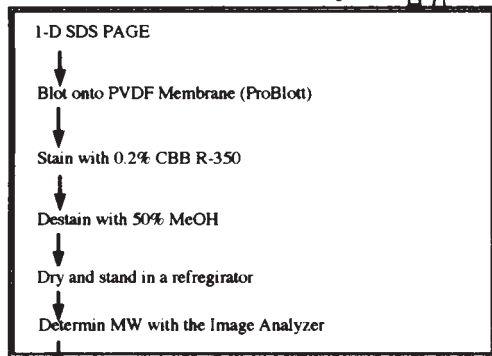 1-D SDS PAGE
Blot onto PVDF Membrane (ProBlott)
Stain with 0.2% CBB R-350
Destain with 50% MeOH
Dry and stand in a refregirator
Determin MW with the Image Analyzer